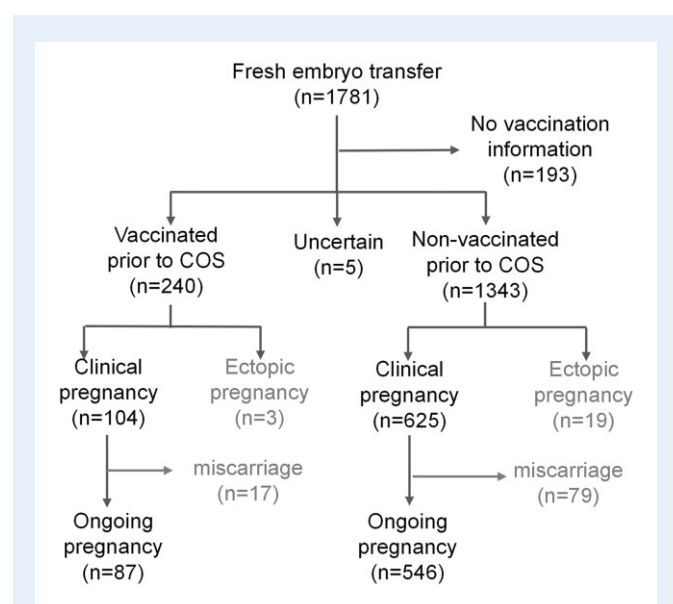 Fresh embryo transfer
(n=1781)
No vaccination
information
(n=193)
Vaccinated
prior to COS
(n=240)
Uncertain
(n=5)
Non-vaccinated
prior to COS
(n=1343)
Clinical
pregnancy
(n=104)
Ectopic
pregnancy
(n=3)
Clinical
pregnancy
(n=625)
Ectopic
pregnancy
(n=19)
miscarriage
(n=17)
miscarriage
(n=79)
Ongoing
pregnancy
(n=87)
Ongoing
pregnancy
(n=546)